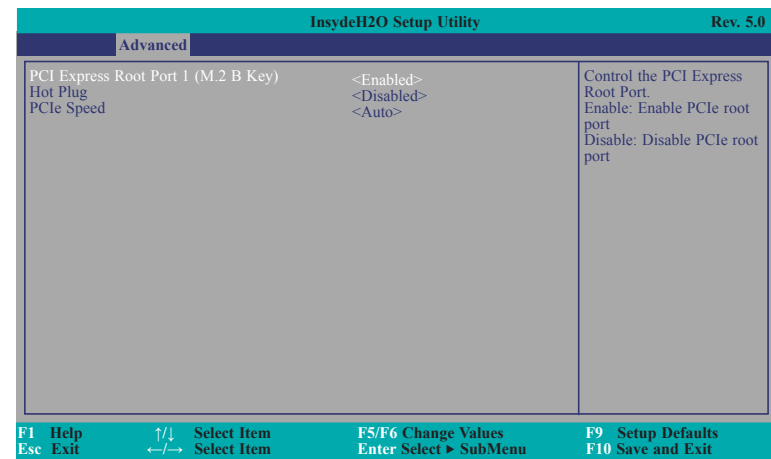 InsydeH2O Setup Utility Rev. 5.0
Advanced
PCI Express Root Port 1 (M.2 B Key) <Enabled>
Hot Plug <Disabled>
PCIe Speed <Auto>
Control the PCI Express
Root Port.
Enable: Enable PCIe root
port
Disable: Disable PCIe root
port
F1 Help ↑/↓ Select Item F5/F6 Change Values F9 Setup Defaults
Esc Exit ←/→ Select Item Enter Select ▶ SubMenu F10 Save and Exit